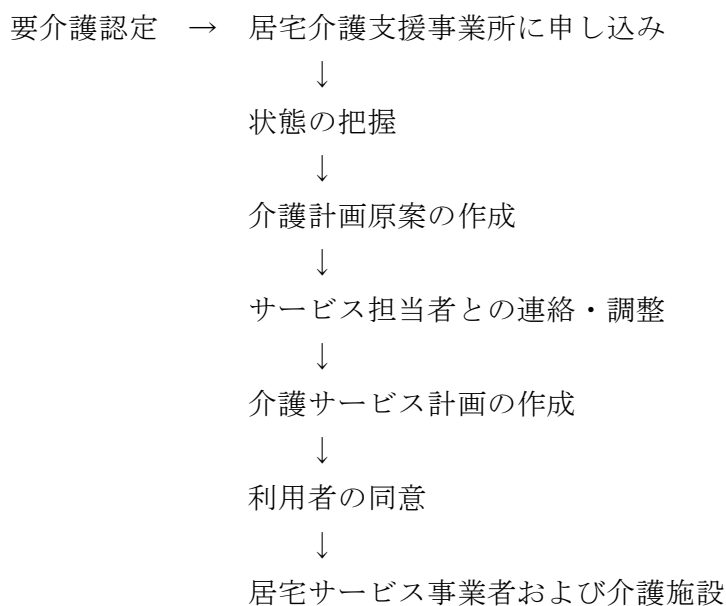 要介護認定　→　居宅介護支援事業所に申し込み
↓
状態の把握
↓
介護計画原案の作成
↓
サービス担当者との連絡・調整
↓
介護サービス計画の作成
↓
利用者の同意
↓
居宅サービス事業者および介護施設